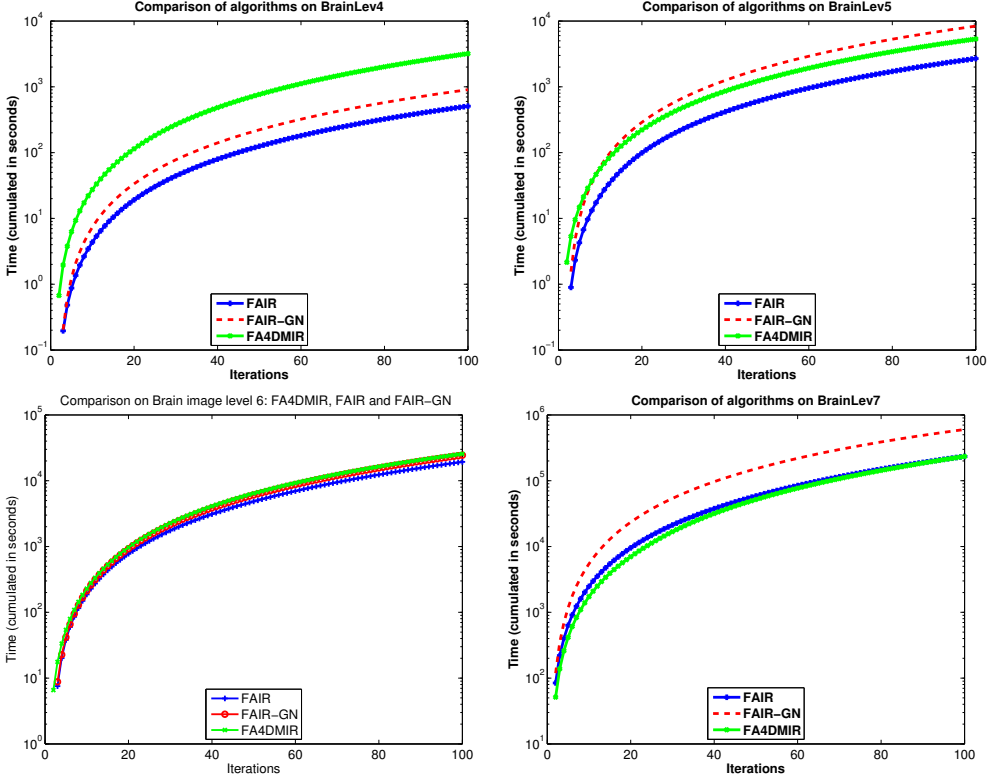 Comparison of algorithms on BrainLev4
10^4
10^3
10^2
10^1
10^0
10^-1
Time (cumulated in seconds)
FAIR
FAIR-GN
FA4DMIR
0 20 40 60 80 100
Iterations
Comparison of algorithms on BrainLev5
10^4
10^3
10^2
10^1
10^0
10^-1
Time (cumulated in seconds)
FAIR
FAIR-GN
FA4DMIR
0 20 40 60 80 100
Iterations
Comparison on Brain image level 6: FA4DMIR, FAIR and FAIR-GN
10^5
10^4
10^3
10^2
10^1
10^0
Time (cumulated in seconds)
FAIR
FAIR-GN
FA4DMIR
0 20 40 60 80 100
Iterations
Comparison of algorithms on BrainLev7
10^6
10^5
10^4
10^3
10^2
10^1
Time (cumulated in seconds)
FAIR
FAIR-GN
FA4DMIR
0 20 40 60 80 100
Iterations